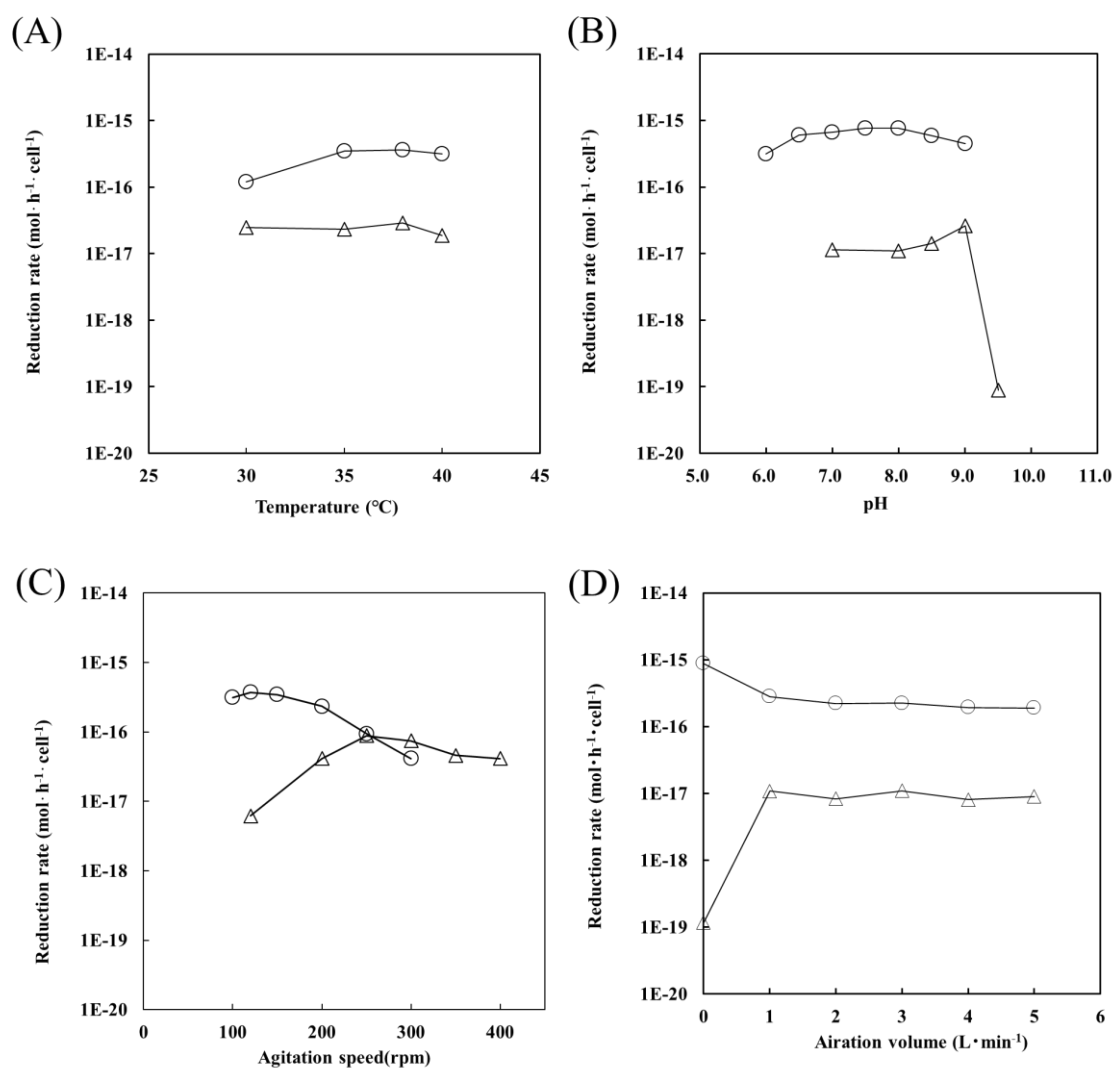 (A)
1E-14
1E-15
1E-16
1E-17
1E-18
1E-19
1E-20
Reduction rate (mol· h⁻¹· cell⁻¹)
25 30 35 40 45
Temperature (℃)
(B)
1E-14
1E-15
1E-16
1E-17
1E-18
1E-19
1E-20
Reduction rate (mol· h⁻¹· cell⁻¹)
5.0 6.0 7.0 8.0 9.0 10.0 11.0
pH
(C)
1E-14
1E-15
1E-16
1E-17
1E-18
1E-19
1E-20
Reduction rate (mol· h⁻¹· cell⁻¹)
0 100 200 300 400
Agitation speed(rpm)
(D)
1E-14
1E-15
1E-16
1E-17
1E-18
1E-19
1E-20
Reduction rate (mol・h⁻¹・cell⁻¹)
0 1 2 3 4 5 6
Airation volume (L・min⁻¹)